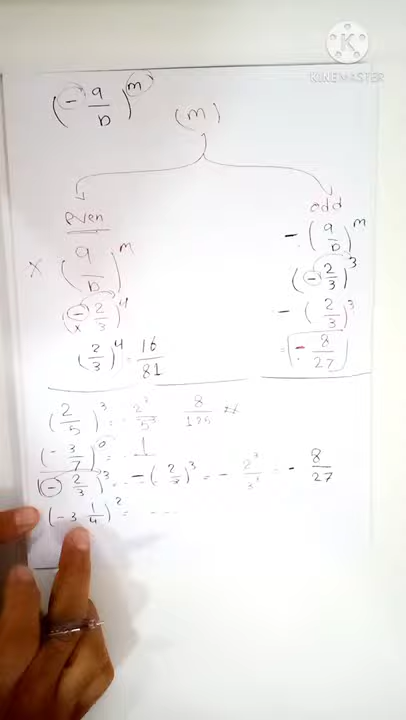 K
KINEMASTER
(- a/b)^m
(m)
even odd
x (a/b)^m - (a/b)^m
(- 2/3)^4 (- 2/3)^3
x - (2/3)^3
(2/3)^4 = 16/81 = - 8/27
(2/5)^3 = 2^3/5^3 8/125
(- 3/7)^0 = 1
(- 2/3)^3 = - (2/3)^3 = - 2^3/3^3 = - 8/27
(- 3 1/4)^2 = - - -